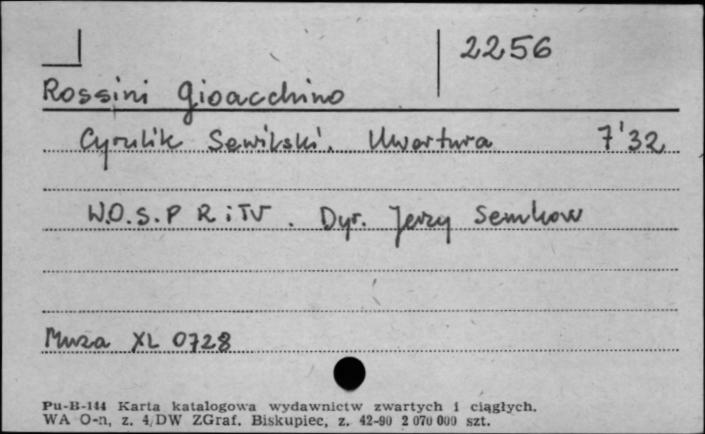 2256
Rossini Gioacchino
Cyrulik Sewilski. Uwertura 7'32
W.O.S.P R i TV. Dyr. Jerzy Semkow
Muza XL 0728
Pu-B-144 Karta katalogowa wydawnictw zwartych i ciągłych.
WA O-n, z. 4/DW ZGraf. Biskupiec, z. 42-90 2 070 000 szt.